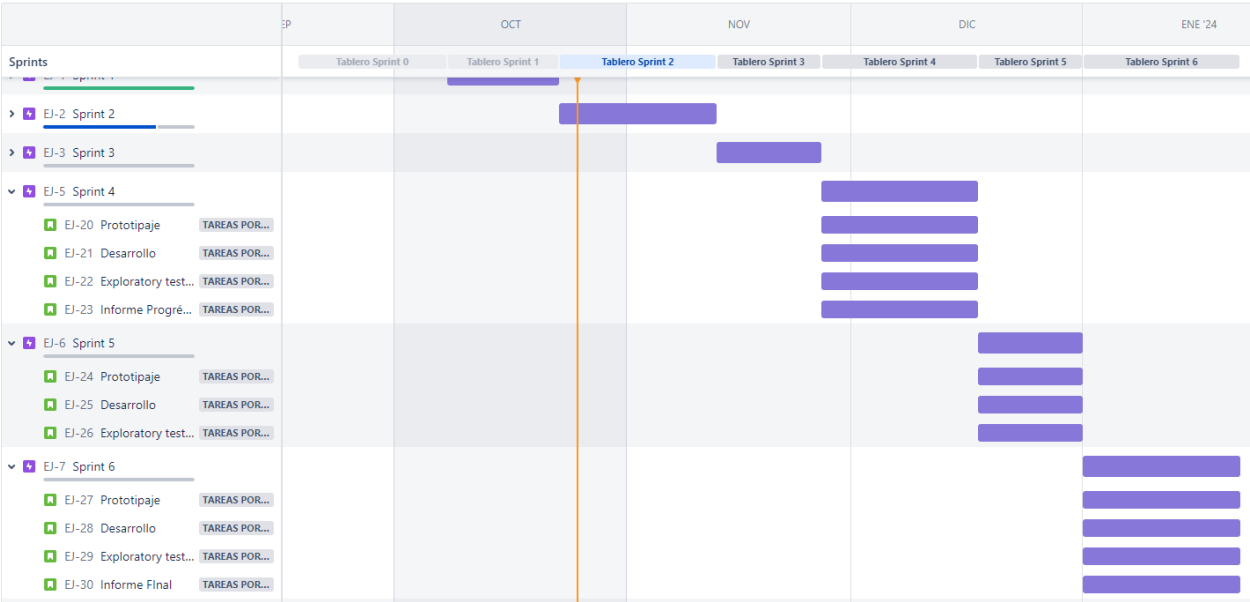 EP OCT NOV DIC ENE '24
Sprints Tablero Sprint 0 Tablero Sprint 1 Tablero Sprint 2 Tablero Sprint 3 Tablero Sprint 4 Tablero Sprint 5 Tablero Sprint 6
EJ-1 Sprint 1
EJ-2 Sprint 2
EJ-3 Sprint 3
EJ-5 Sprint 4
EJ-20 Prototipaje TAREAS POR...
EJ-21 Desarrollo TAREAS POR...
EJ-22 Exploratory test... TAREAS POR...
EJ-23 Informe Progré... TAREAS POR...
EJ-6 Sprint 5
EJ-24 Prototipaje TAREAS POR...
EJ-25 Desarrollo TAREAS POR...
EJ-26 Exploratory test... TAREAS POR...
EJ-7 Sprint 6
EJ-27 Prototipaje TAREAS POR...
EJ-28 Desarrollo TAREAS POR...
EJ-29 Exploratory test... TAREAS POR...
EJ-30 Informe FInal TAREAS POR...